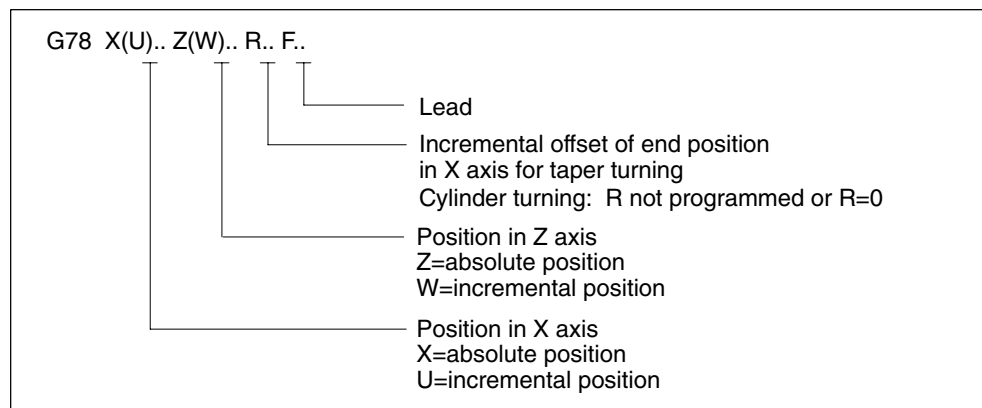 G78 X(U).. Z(W).. R.. F..
Lead
Incremental offset of end position
in X axis for taper turning
Cylinder turning: R not programmed or R=0
Position in Z axis
Z=absolute position
W=incremental position
Position in X axis
X=absolute position
U=incremental position